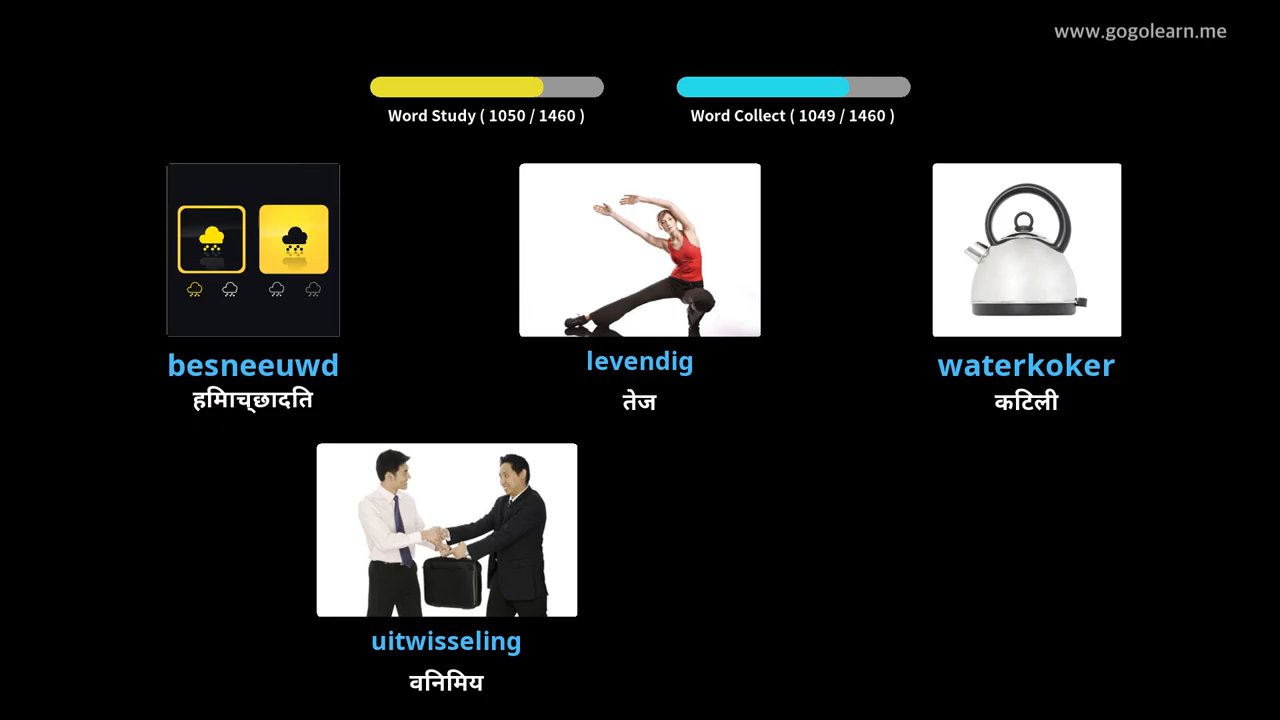 www.gogolearn.me
Word Study ( 1050 / 1460 )
Word Collect ( 1049 / 1460 )
besneeuwd
हमिाच्छादति
levendig
तेज
waterkoker
कटिली
uitwisseling
वनिमिय